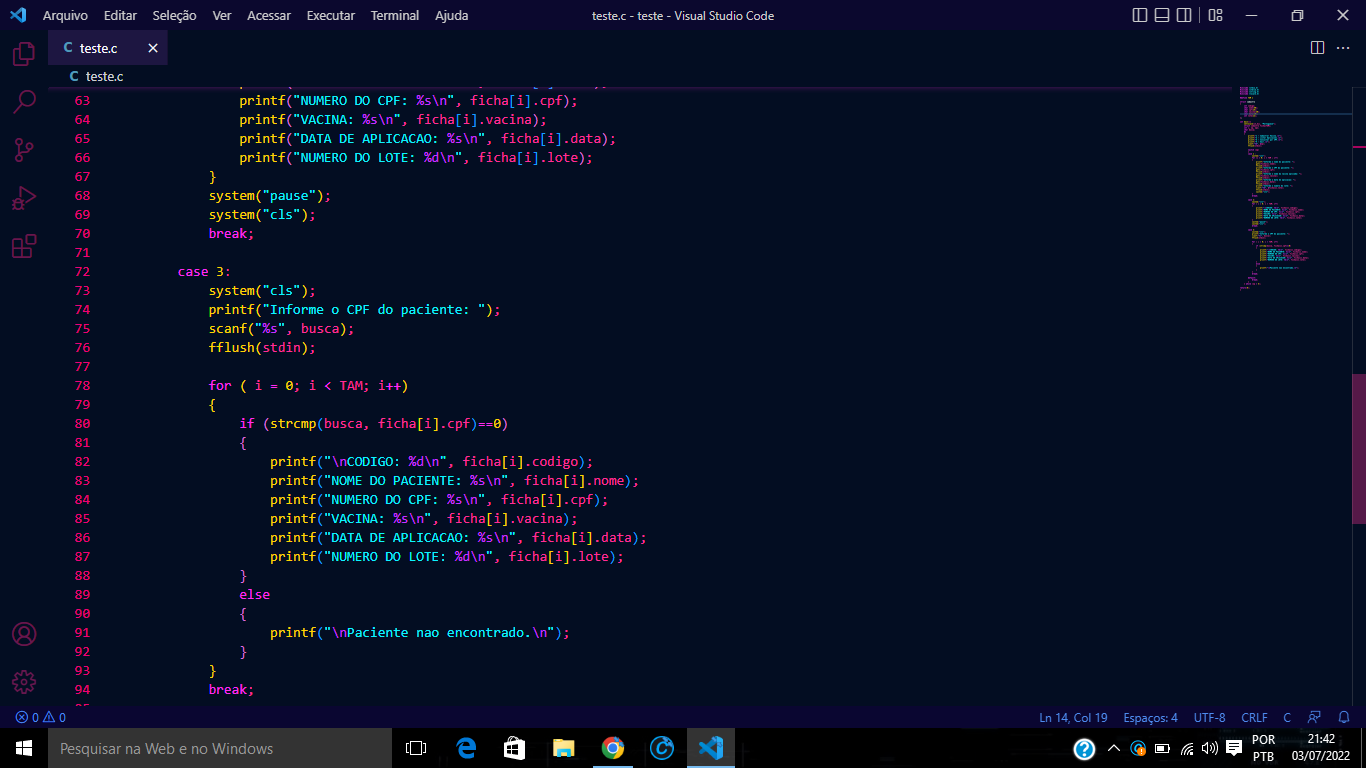 Arquivo Editar Seleção Ver Acessar Executar Terminal Ajuda teste.c - teste - Visual Studio Code
C teste.c
C teste.c
63 printf("NUMERO DO CPF: %s\n", ficha[i].cpf);
64 printf("VACINA: %s\n", ficha[i].vacina);
65 printf("DATA DE APLICACAO: %s\n", ficha[i].data);
66 printf("NUMERO DO LOTE: %d\n", ficha[i].lote);
67 }
68 system("pause");
69 system("cls");
70 break;
71
72 case 3:
73 system("cls");
74 printf("Informe o CPF do paciente: ");
75 scanf("%s", busca);
76 fflush(stdin);
77
78 for ( i = 0; i < TAM; i++)
79 {
80 if (strcmp(busca, ficha[i].cpf)==0)
81 {
82 printf("\nCODIGO: %d\n", ficha[i].codigo);
83 printf("NOME DO PACIENTE: %s\n", ficha[i].nome);
84 printf("NUMERO DO CPF: %s\n", ficha[i].cpf);
85 printf("VACINA: %s\n", ficha[i].vacina);
86 printf("DATA DE APLICACAO: %s\n", ficha[i].data);
87 printf("NUMERO DO LOTE: %d\n", ficha[i].lote);
88 }
89 else
90 {
91 printf("\nPaciente nao encontrado.\n");
92 }
93 }
94 break;
0 0 Ln 14, Col 19 Espaços: 4 UTF-8 CRLF C
Pesquisar na Web e no Windows
POR 21:42
PTB 03/07/2022